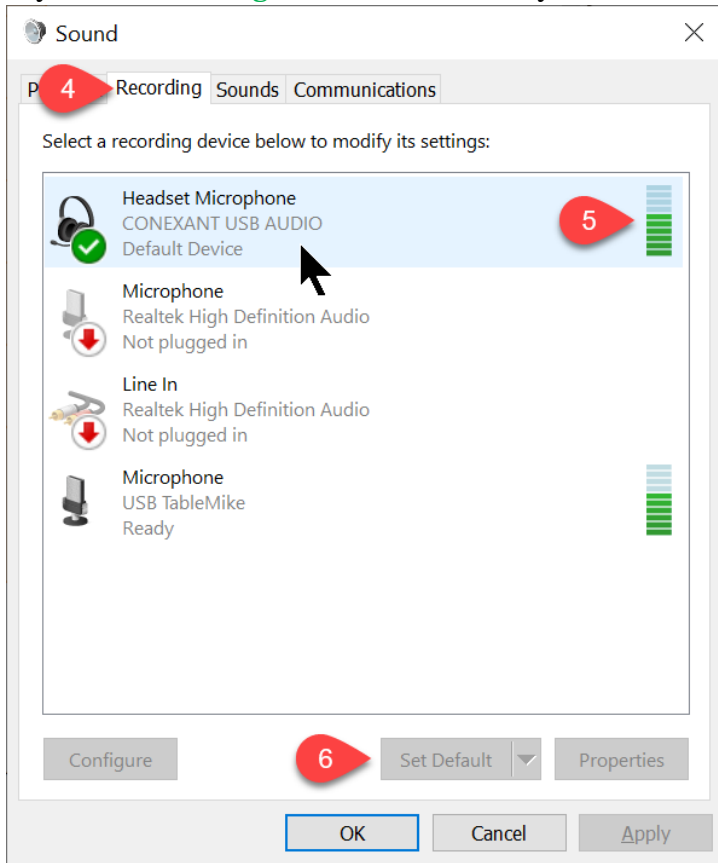 Sound
P
4
Recording
Sounds
Communications
Select a recording device below to modify its settings:
Headset Microphone
CONEXANT USB AUDIO
Default Device
5
Microphone
Realtek High Definition Audio
Not plugged in
Line In
Realtek High Definition Audio
Not plugged in
Microphone
USB TableMike
Ready
Configure
6
Set Default
Properties
OK
Cancel
Apply